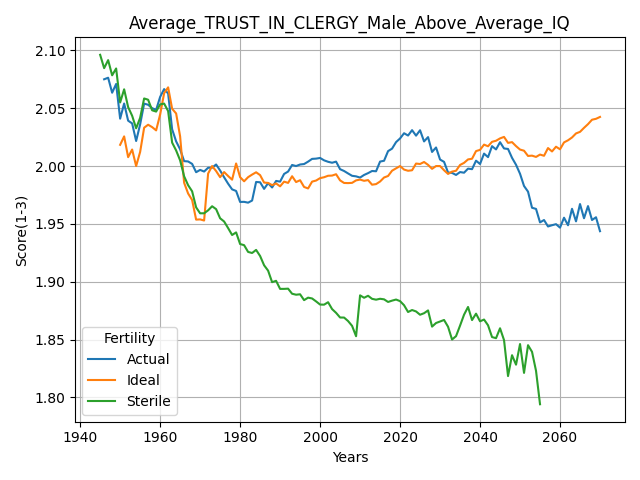 Average_TRUST_IN_CLERGY_Male_Above_Average_IQ
2.10
2.05
2.00
1.95
1.90
1.85
1.80
Score(1-3)
Fertility
Actual
Ideal
Sterile
1940 1960 1980 2000 2020 2040 2060
Years